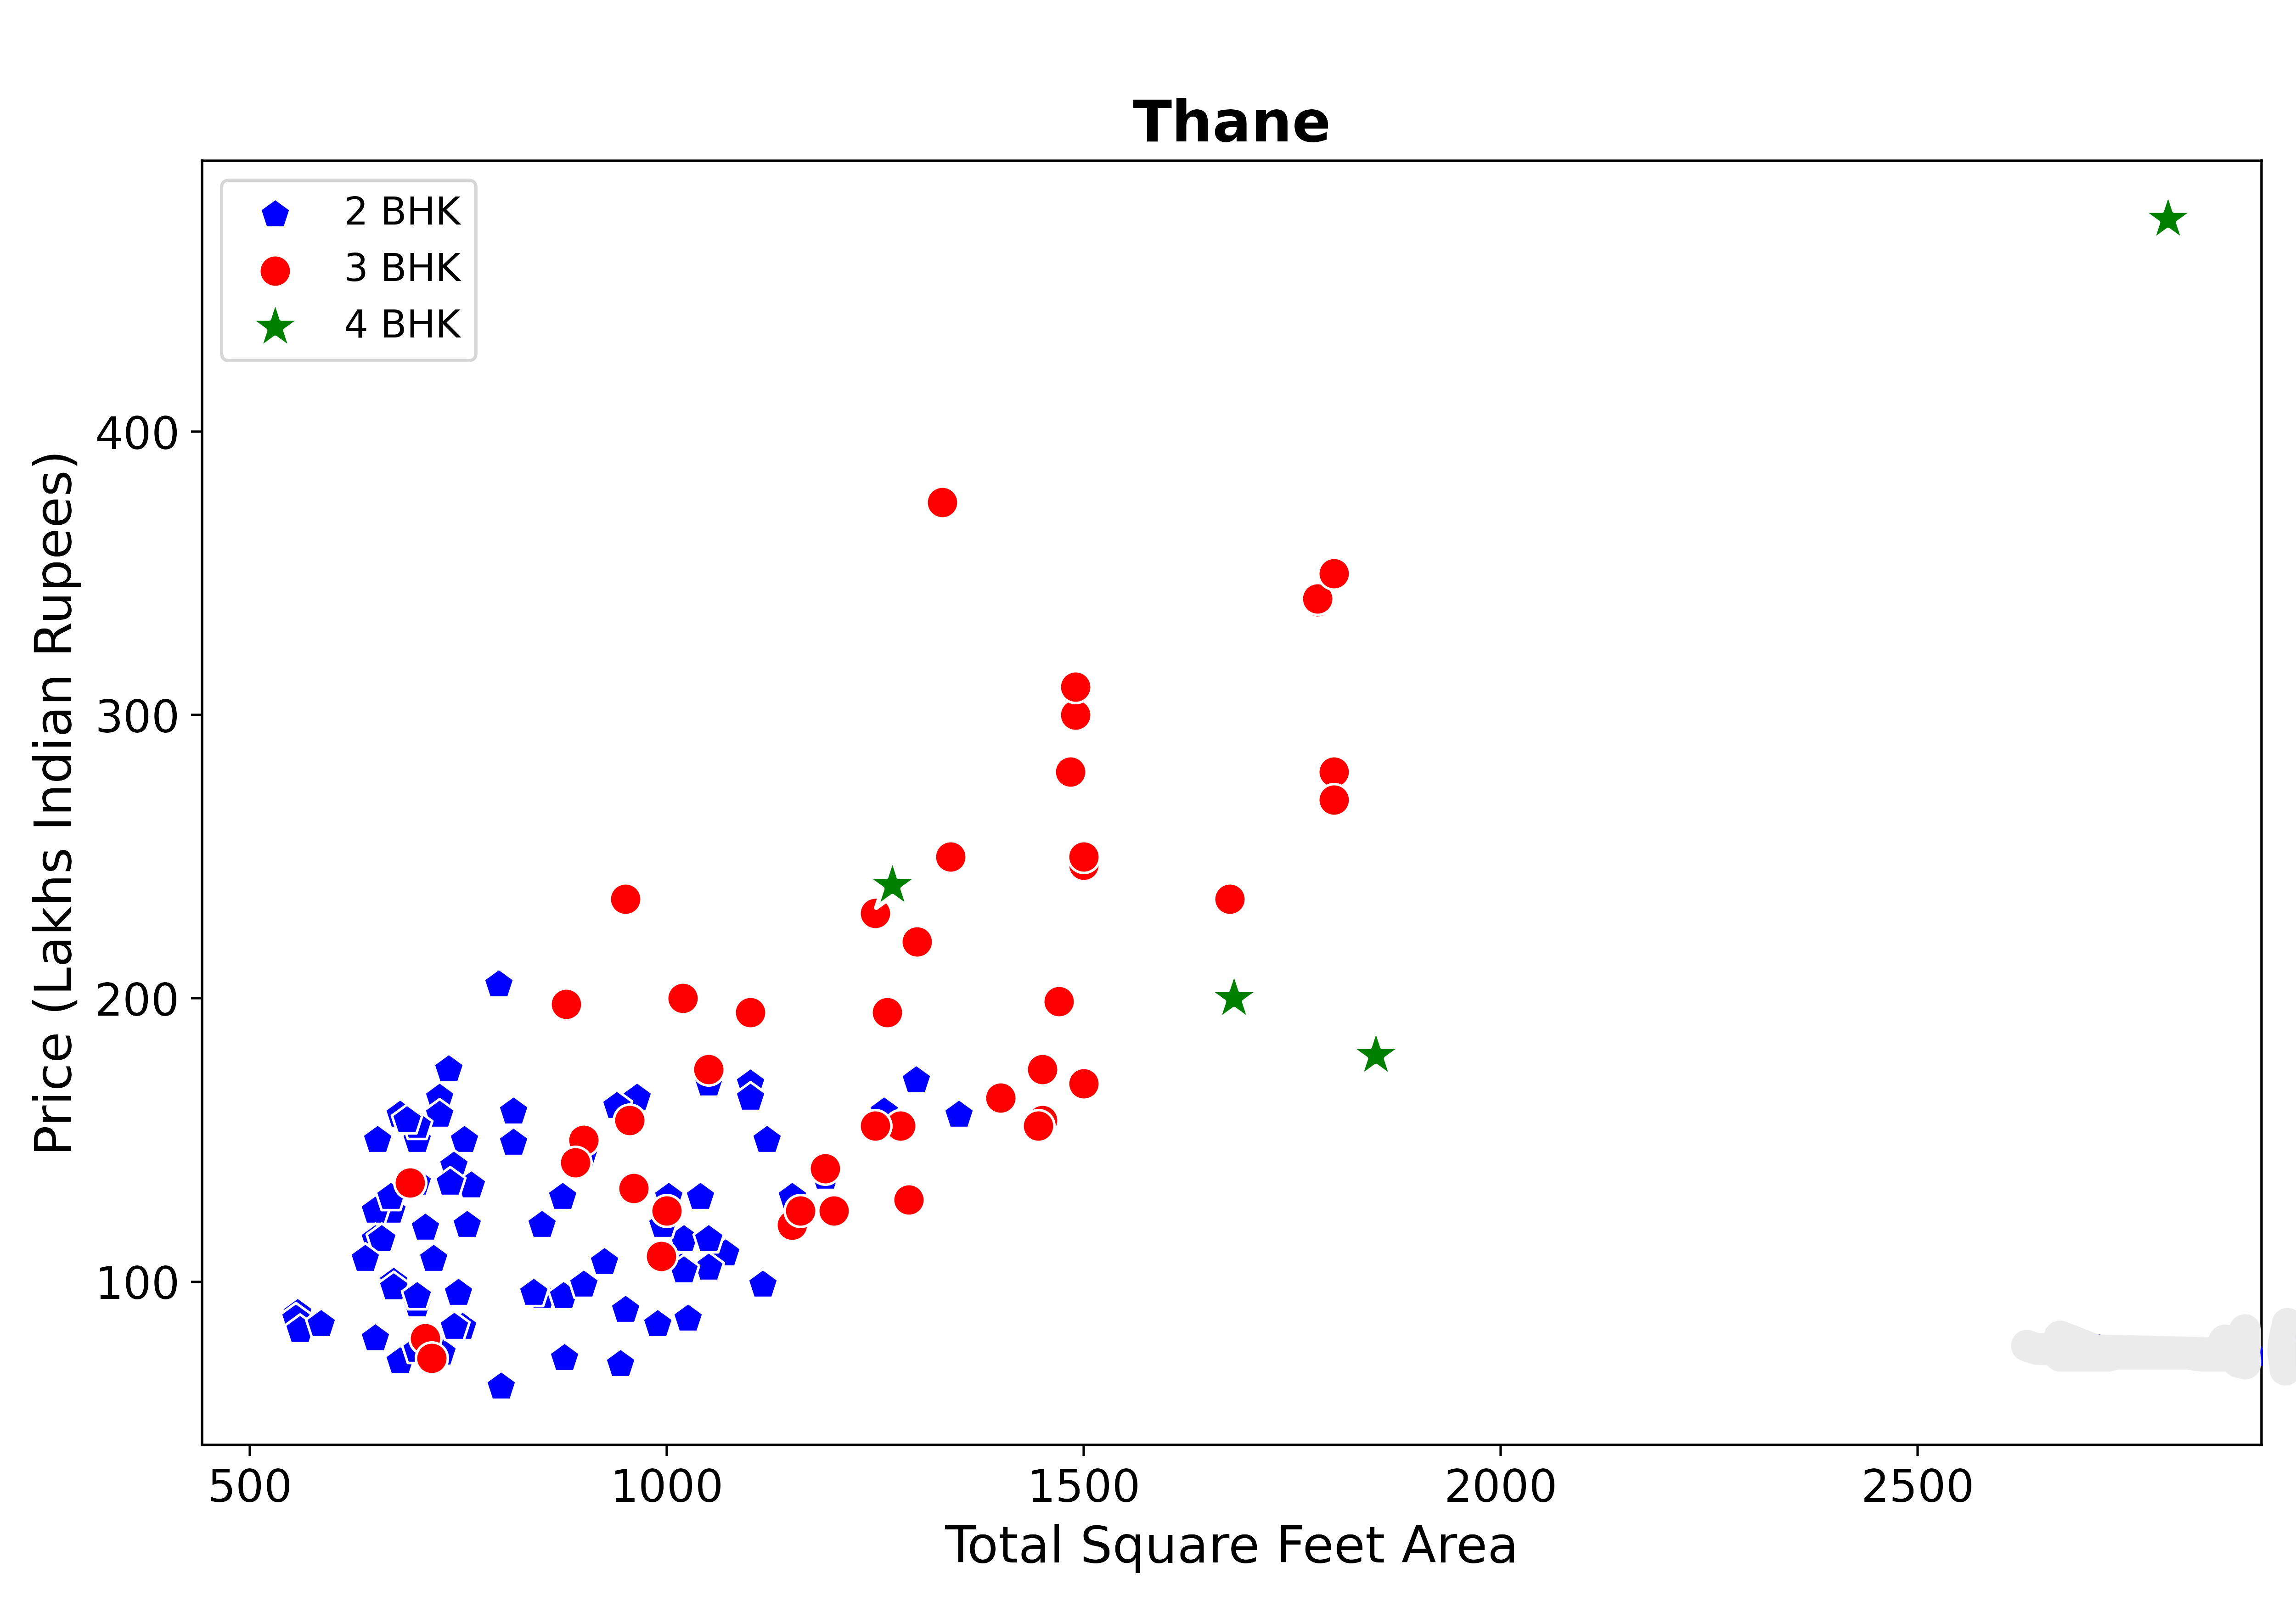 Thane
2 BHK
3 BHK
4 BHK
Price (Lakhs Indian Rupees)
400
300
200
100
500
1000
1500
2000
2500
Total Square Feet Area